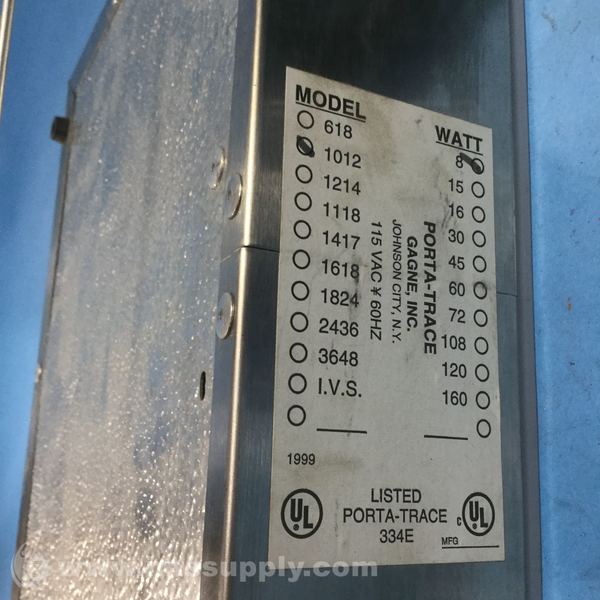 MODEL
618
1012
1214
1118
1417
1618
1824
2436
3648
I.V.S.
WATT
8
15
16
30
45
60
72
108
120
160
PORTA-TRACE
GAGNE, INC.
JOHNSON CITY, N.Y.
115 VAC ¥ 60HZ
1999
UL
LISTED
PORTA-TRACE
334E
c UL
MFG